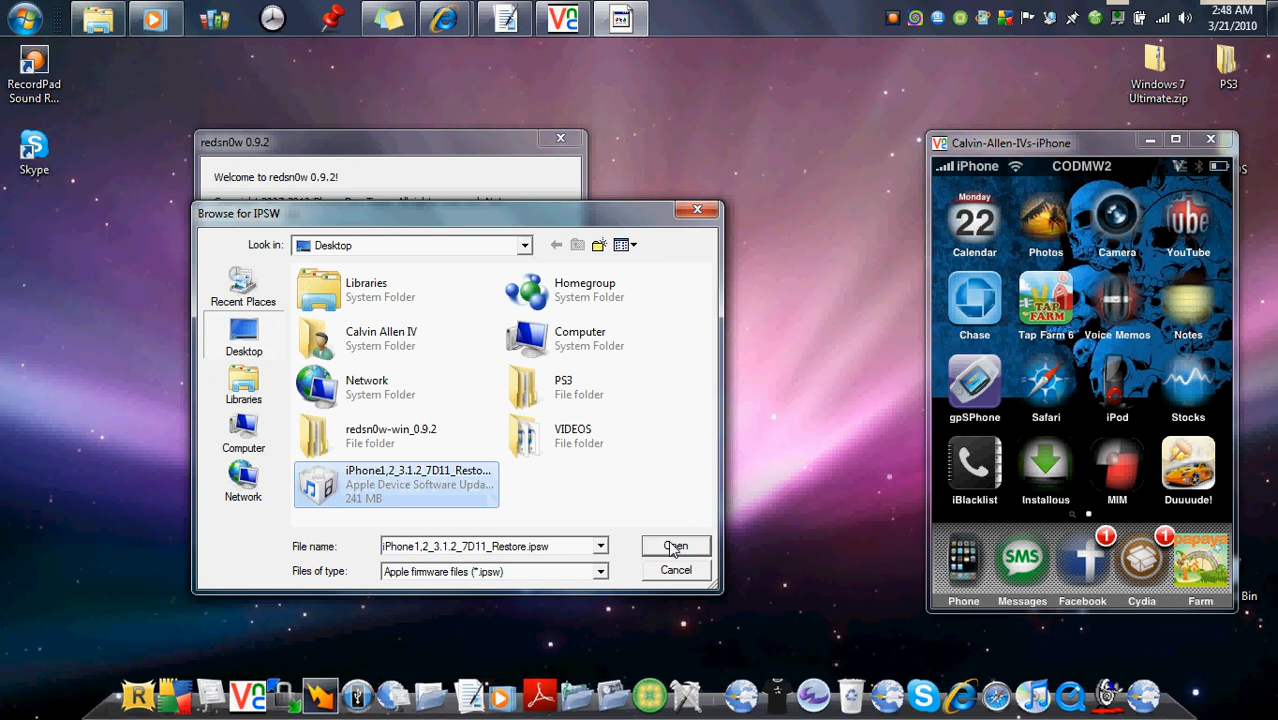 2:48 AM
3/21/2010
RecordPad
Sound R...
Skype
Windows 7
Ultimate.zip
PS3
redsn0w 0.9.2
Welcome to redsn0w 0.9.2!
Browse for IPSW
Look in:
Desktop
Recent Places
Desktop
Libraries
Computer
Network
Libraries
System Folder
Homegroup
System Folder
Calvin Allen IV
System Folder
Computer
System Folder
Network
System Folder
PS3
File folder
redsn0w-win_0.9.2
File folder
VIDEOS
File folder
iPhone1,2_3.1.2_7D11_Resto...
Apple Device Software Upda...
241 MB
File name:
iPhone1,2_3.1.2_7D11_Restore.ipsw
Open
Files of type:
Apple firmware files (*.ipsw)
Cancel
Calvin-Allen-IVs-iPhone
iPhone CODMW2
Monday
22
Calendar Photos Camera YouTube
Tube
TAP
FARM
Chase Tap Farm 6 Voice Memos Notes
gpSPhone Safari iPod Stocks
iBlacklist Installous MIM Duuuude!
1
1
SMS
papaya
Phone Messages Facebook Cydia Farm
Bin